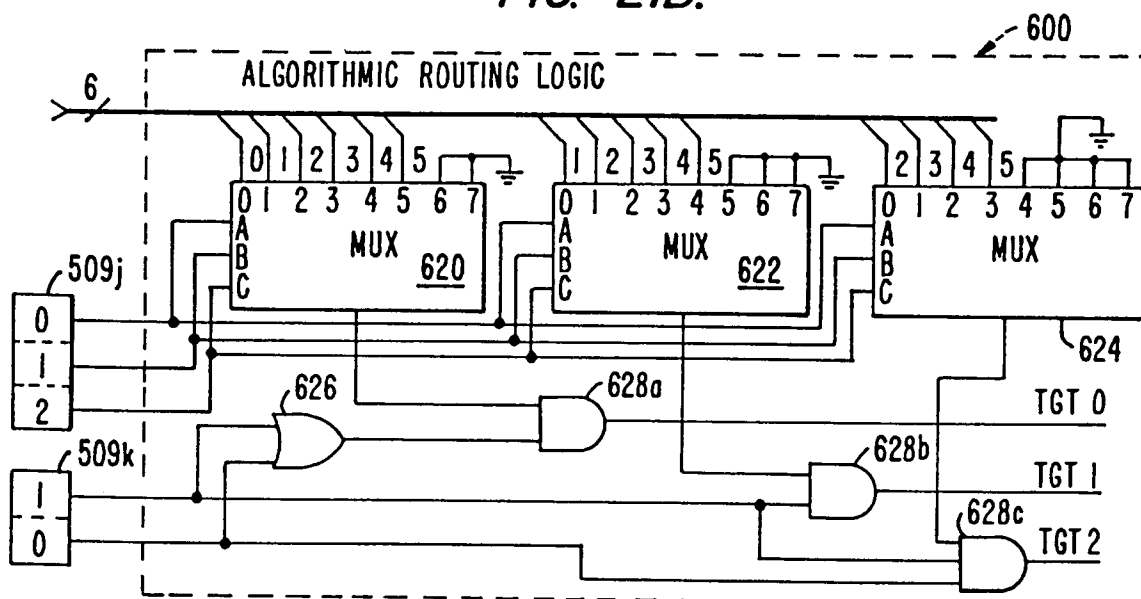 FIG. 21B.
600
ALGORITHMIC ROUTING LOGIC
6
0 1 2 3 4 5
1 2 3 4 5
2 3 4 5
0 1 2 3 4 5 6 7
0 1 2 3 4 5 6 7
0 1 2 3 4 5 6 7
A B C MUX 620
A B C MUX 622
A B C MUX
624
509j
0
1
2
626
628a
TGT 0
509k
1
0
628b
TGT 1
628c
TGT 2